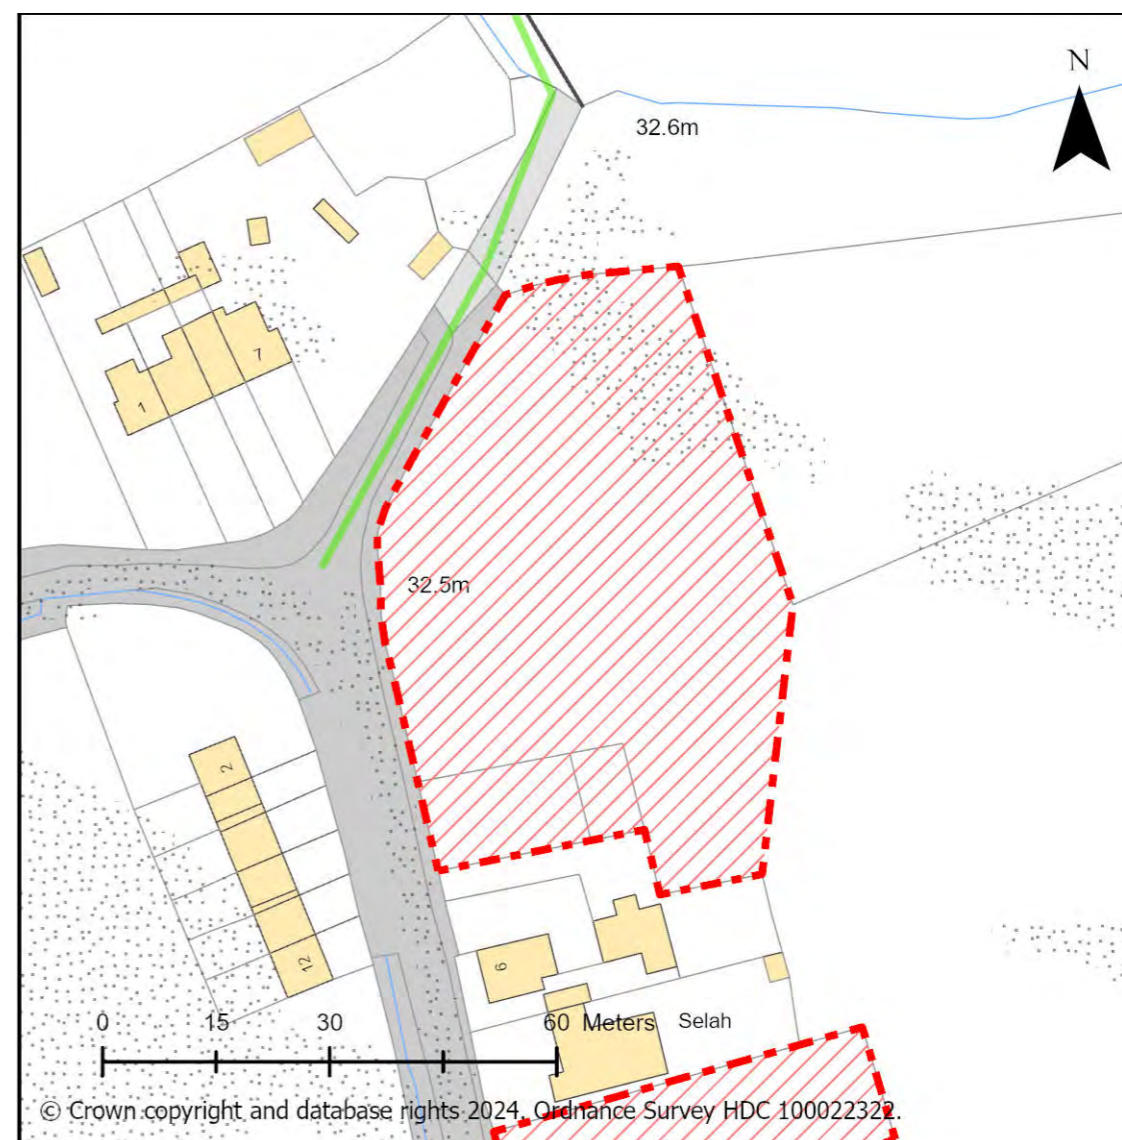 N
32.6m
7
1
32.5m
2
12
6
0 15 30 60 Meters
Selah
© Crown copyright and database rights 2024, Ordnance Survey HDC 100022322.